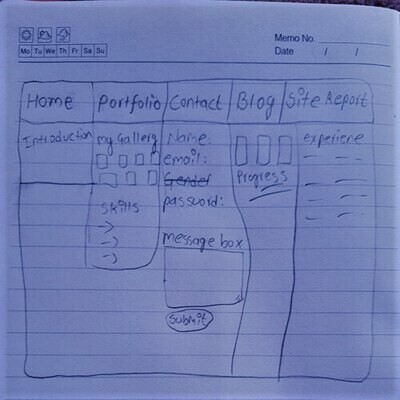 Memo No.
Date / /
Mo Tu We Th Fr Sa Su
Home Portfolio Contact Blog Site Report
Introduction
My Gallery
Skills
Name:
email:
Gender
password:
message box
Submit
Progress
experiene